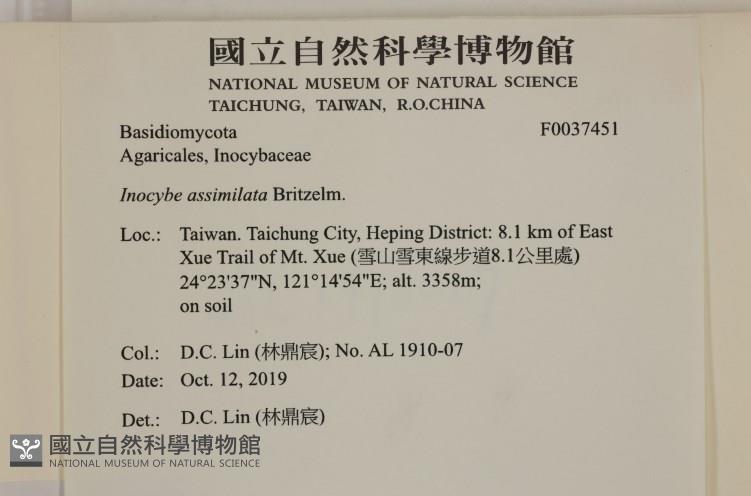 國立自然科學博物館
NATIONAL MUSEUM OF NATURAL SCIENCE
TAICHUNG, TAIWAN, R.O.CHINA
Basidiomycota F0037451
Agaricales, Inocybaceae
Inocybe assimilata Britzelm.
Loc.: Taiwan. Taichung City, Heping District: 8.1 km of East
Xue Trail of Mt. Xue (雪山雪東線步道8.1公里處)
24°23'37"N, 121°14'54"E; alt. 3358m;
on soil
Col.: D.C. Lin (林鼎宸); No. AL 1910-07
Date: Oct. 12, 2019
Det.: D.C. Lin (林鼎宸)
國立自然科學博物館
NATIONAL MUSEUM OF NATURAL SCIENCE